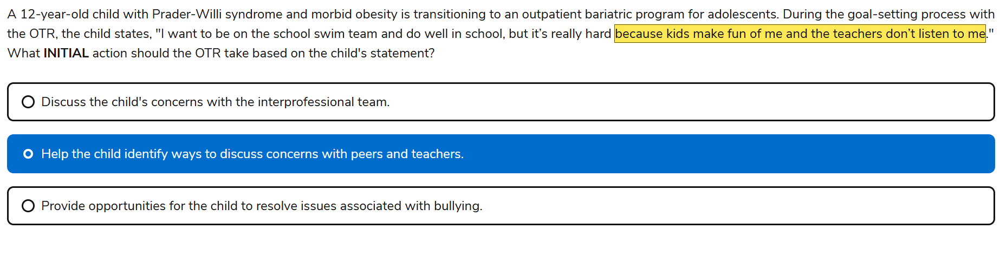 A 12-year-old child with Prader-Willi syndrome and morbid obesity is transitioning to an outpatient bariatric program for adolescents. During the goal-setting process with
the OTR, the child states, "I want to be on the school swim team and do well in school, but it’s really hard because kids make fun of me and the teachers don’t listen to me."
What INITIAL action should the OTR take based on the child's statement?
Discuss the child's concerns with the interprofessional team.
Help the child identify ways to discuss concerns with peers and teachers.
Provide opportunities for the child to resolve issues associated with bullying.